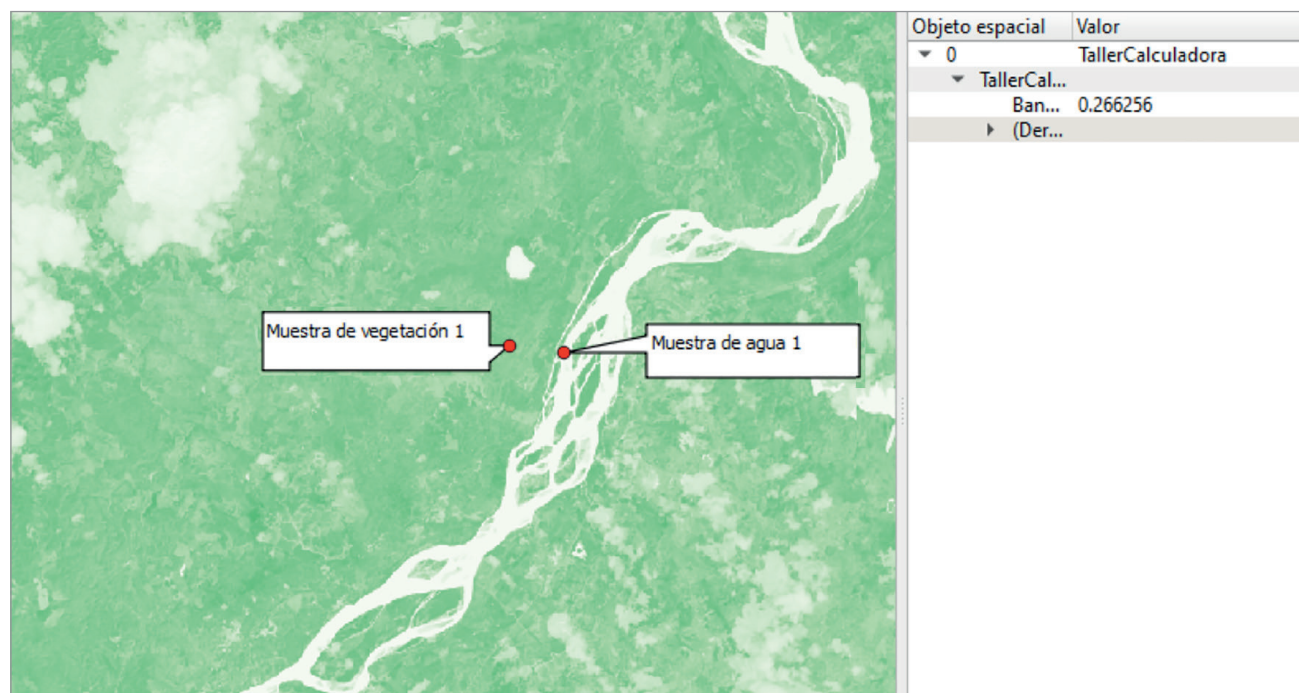 Objeto espacial Valor
0 TallerCalculadora
TallerCal...
Ban... 0.266256
(Der...
Muestra de vegetación 1
Muestra de agua 1